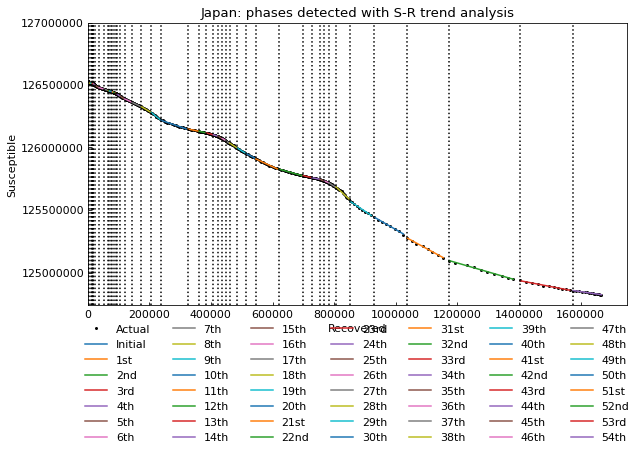 Japan: phases detected with S-R trend analysis
127000000
126500000
126000000
125500000
125000000
Susceptible
0 200000 400000 600000 800000 1000000 1200000 1400000 1600000
Recovered
Actual 7th 15th 23rd 31st 39th 47th
Initial 8th 16th 24th 32nd 40th 48th
1st 9th 17th 25th 33rd 41st 49th
2nd 10th 18th 26th 34th 42nd 50th
3rd 11th 19th 27th 35th 43rd 51st
4th 12th 20th 28th 36th 44th 52nd
5th 13th 21st 29th 37th 45th 53rd
6th 14th 22nd 30th 38th 46th 54th